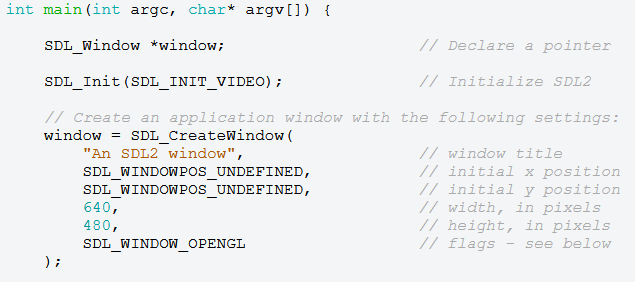 int main(int argc, char* argv[]) {
SDL_Window *window; // Declare a pointer
SDL_Init(SDL_INIT_VIDEO); // Initialize SDL2
// Create an application window with the following settings:
window = SDL_CreateWindow(
"An SDL2 window", // window title
SDL_WINDOWPOS_UNDEFINED, // initial x position
SDL_WINDOWPOS_UNDEFINED, // initial y position
640, // width, in pixels
480, // height, in pixels
SDL_WINDOW_OPENGL // flags - see below
);